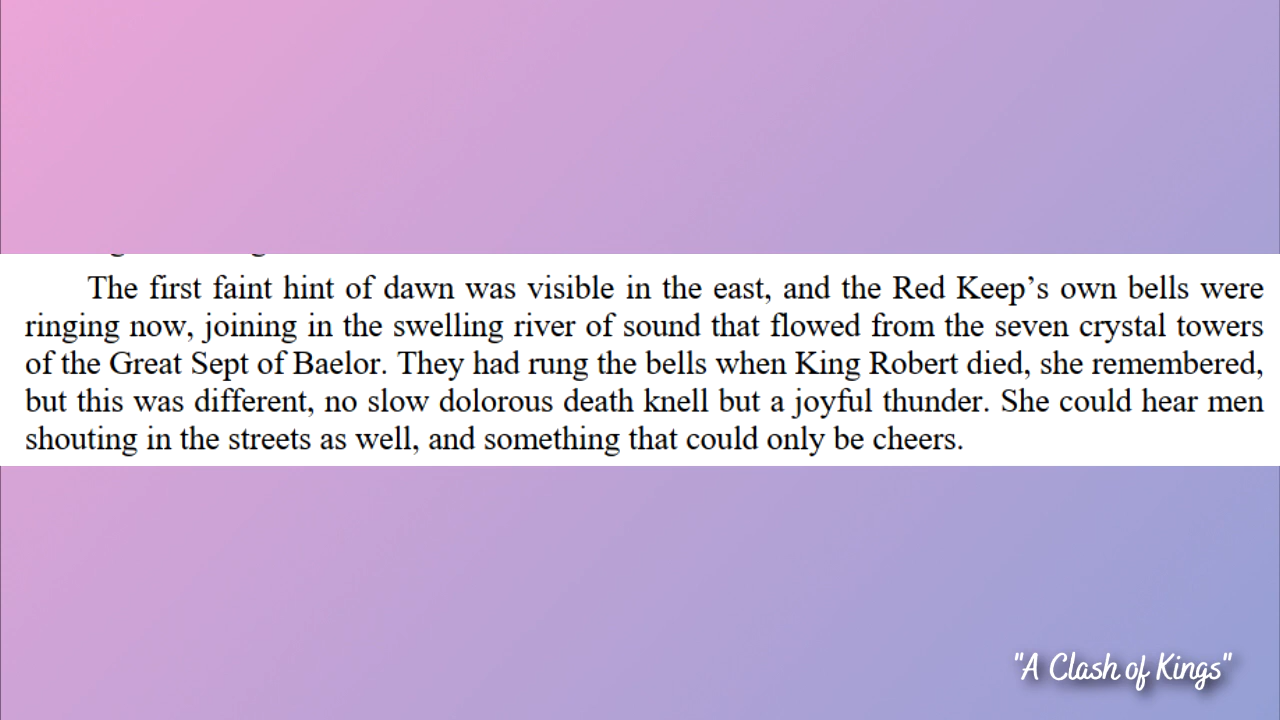 The first faint hint of dawn was visible in the east, and the Red Keep’s own bells were
ringing now, joining in the swelling river of sound that flowed from the seven crystal towers
of the Great Sept of Baelor. They had rung the bells when King Robert died, she remembered,
but this was different, no slow dolorous death knell but a joyful thunder. She could hear men
shouting in the streets as well, and something that could only be cheers.
"A Clash of Kings"